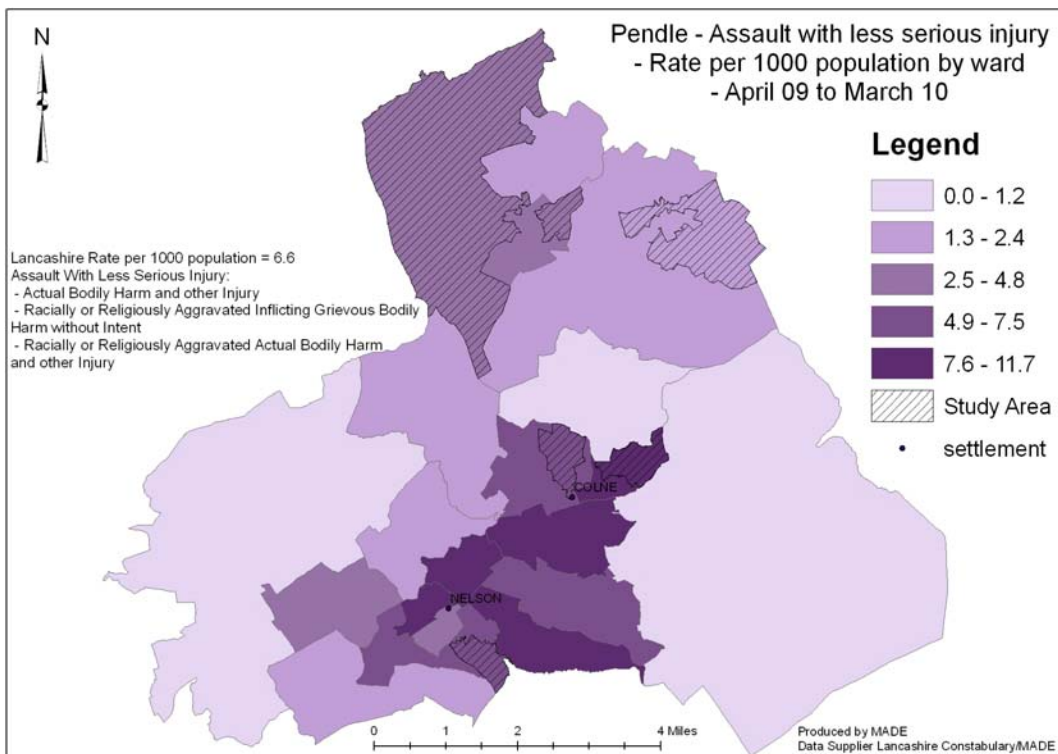 N
Pendle - Assault with less serious injury
- Rate per 1000 population by ward
- April 09 to March 10
Legend
0.0 - 1.2
1.3 - 2.4
2.5 - 4.8
4.9 - 7.5
7.6 - 11.7
Study Area
settlement
Lancashire Rate per 1000 population = 6.6
Assault With Less Serious Injury:
- Actual Bodily Harm and other Injury
- Racially or Religiously Aggravated Inflicting Grievous Bodily
Harm without Intent
- Racially or Religiously Aggravated Actual Bodily Harm
and other Injury
COLNE
NELSON
0 1 2 4 Miles
Produced by MADE
Data Supplier Lancashire Constabulary/MADE